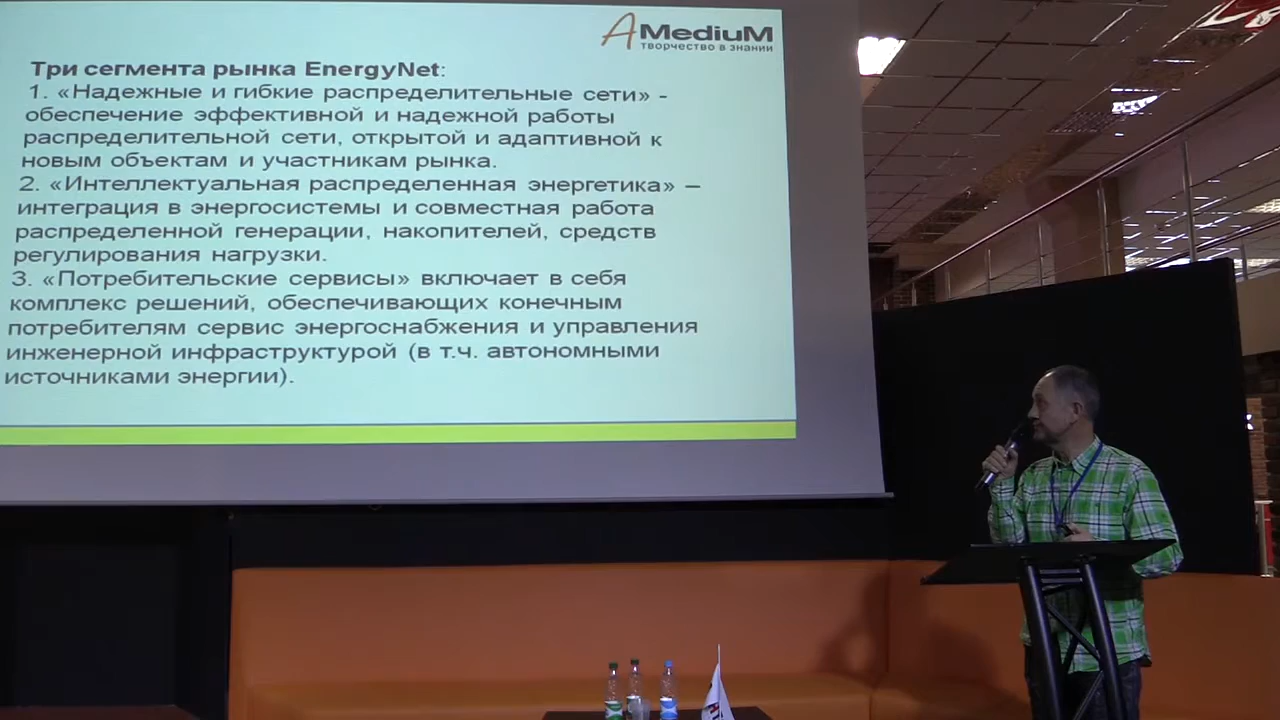 AMediuM
творчество в знании
Три сегмента рынка EnergyNet:
1. «Надежные и гибкие распределительные сети» -
обеспечение эффективной и надежной работы
распределительной сети, открытой и адаптивной к
новым объектам и участникам рынка.
2. «Интеллектуальная распределенная энергетика» –
интеграция в энергосистемы и совместная работа
распределенной генерации, накопителей, средств
регулирования нагрузки.
3. «Потребительские сервисы» включает в себя
комплекс решений, обеспечивающих конечным
потребителям сервис энергоснабжения и управления
инженерной инфраструктурой (в т.ч. автономными
источниками энергии).